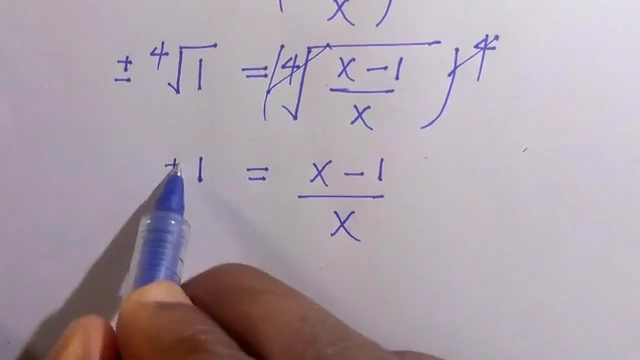 x )
± ⁴√1 = (⁴√((x – 1)/x))⁴
± 1 = (x – 1)/x